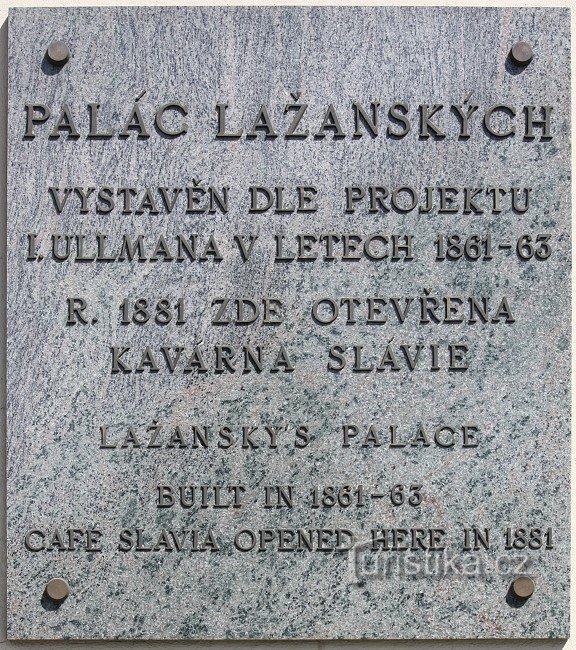 PALÁC LAŽANSKÝCH
VYSTAVĚN DLE PROJEKTU
I. ULLMANA V LETECH 1861-63
R. 1881 ZDE OTEVŘENA
KAVÁRNA SLÁVIE
LAŽANSKY'S PALACE
BUILT IN 1861-63
CAFE SLAVIA OPENED HERE IN 1881
Turistika.cz